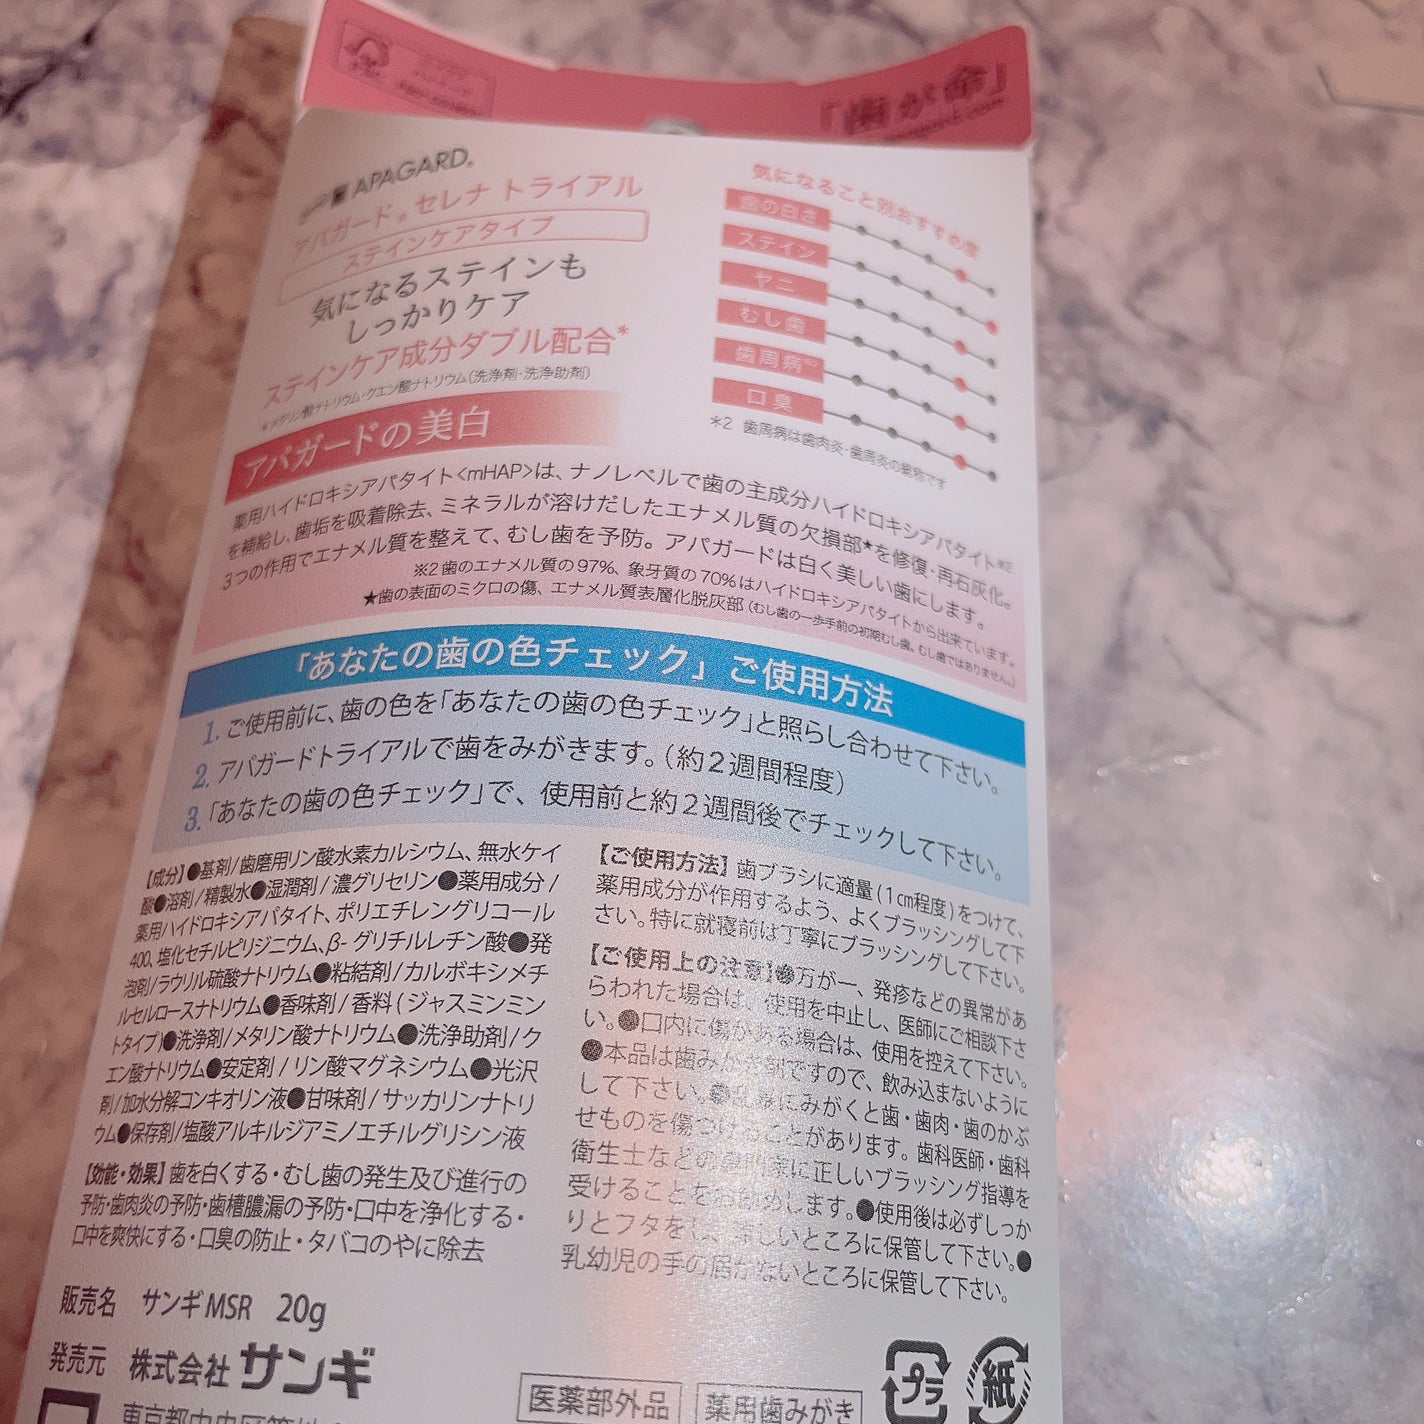 「歯が命」
APAGARD®
アパガード®セレナ トライアル
ステインケアタイプ
気になるステインも
しっかりケア
ステインケア成分ダブル配合*
*メタリン酸ナトリウム・クエン酸ナトリウム(洗浄剤・洗浄助剤)
気になること別おすすめ度
歯の白さ
ステイン
ヤニ
むし歯
歯周病*²
口臭
*2 歯周病は歯肉炎・歯周炎の総称です
アパガードの美白
薬用ハイドロキシアパタイト<mHAP>は、ナノレベルで歯の主成分ハイドロキシアパタイト※2
を補給し、歯垢を吸着除去、ミネラルが溶けだしたエナメル質の欠損部★を修復・再石灰化。
3つの作用でエナメル質を整えて、むし歯を予防。アパガードは白く美しい歯にします。
※2歯のエナメル質の97%、象牙質の70%はハイドロキシアパタイトから出来ています。
★歯の表面のミクロの傷、エナメル質表層化脱灰部(むし歯の一歩手前の初期むし歯。むし歯ではありません。)
「あなたの歯の色チェック」ご使用方法
1. ご使用前に、歯の色を「あなたの歯の色チェック」と照らし合わせて下さい。
2. アパガードトライアルで歯をみがきます。(約2週間程度)
3. 「あなたの歯の色チェック」で、使用前と約2週間後でチェックして下さい。
【成分】●基剤/歯磨用リン酸水素カルシウム、無水ケイ
酸●溶剤/精製水●湿潤剤/濃グリセリン●薬用成分/
薬用ハイドロキシアパタイト、ポリエチレングリコール
400、塩化セチルピリジニウム、β-グリチルレチン酸●発
泡剤/ラウリル硫酸ナトリウム●粘結剤/カルボキシメチ
ルセルロースナトリウム●香味剤/香料(ジャスミンミン
トタイプ)●洗浄剤/メタリン酸ナトリウム●洗浄助剤/ク
エン酸ナトリウム●安定剤/リン酸マグネシウム●光沢
剤/加水分解コンキオリン液●甘味剤/サッカリンナトリ
ウム●保存剤/塩酸アルキルジアミノエチルグリシン液
【効能・効果】歯を白くする・むし歯の発生及び進行の
予防・歯肉炎の予防・歯槽膿漏の予防・口中を浄化する・
口中を爽快にする・口臭の防止・タバコのやに除去
【ご使用方法】歯ブラシに適量(1㎝程度)をつけて、
薬用成分が作用するよう、よくブラッシングして下
さい。特に就寝前は丁寧にブラッシングして下さい。
【ご使用上の注意】●万が一、発疹などの異常があ
らわれた場合は、使用を中止し、医師にご相談下さ
い。●口内に傷がある場合は、使用を控えて下さい。
●本品は歯みがき剤ですので、飲み込まないように
して下さい。●乱暴にみがくと歯・歯肉・歯のかぶ
せものを傷つけることがあります。歯科医師・歯科
衛生士などの専門家に正しいブラッシング指導を
受けることをお勧めします。●使用後は必ずしっか
りとフタをし、涼しいところに保管して下さい。●
乳幼児の手の届かないところに保管して下さい。
販売名 サンギMSR 20g
発売元 株式会社サンギ
東京都中央区築地
医薬部外品
薬用歯みがき
プラ
紙